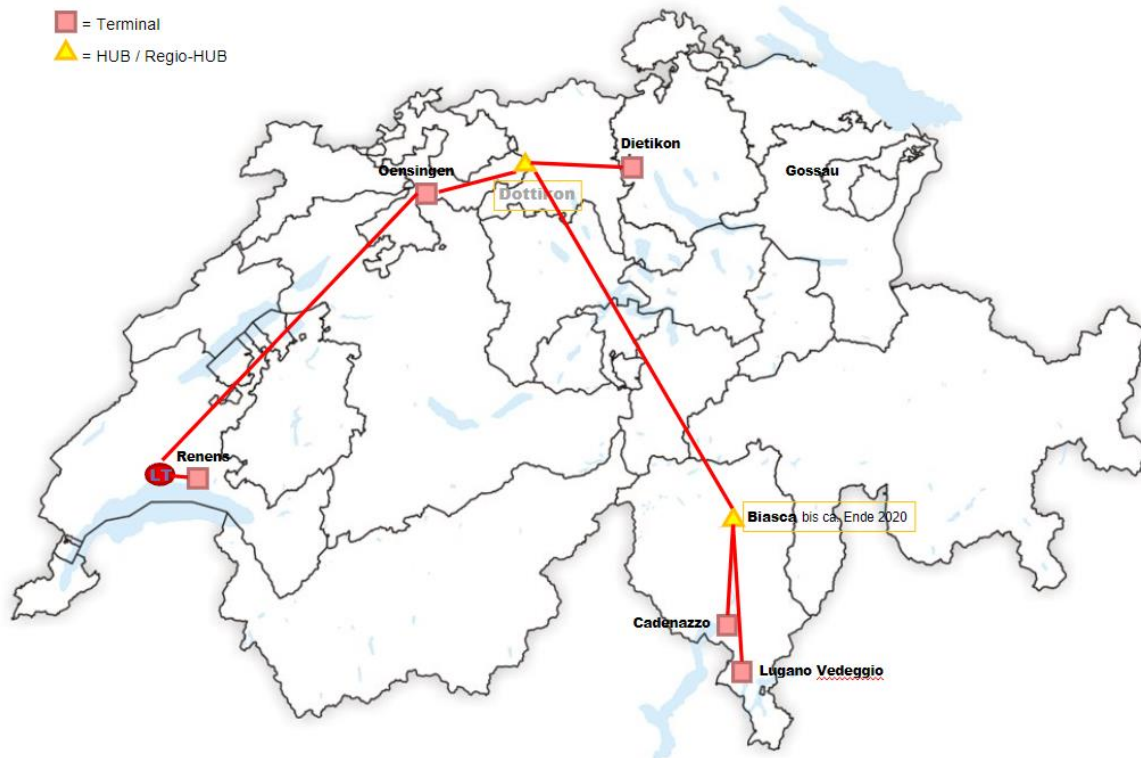 = Terminal
= HUB / Regio-HUB
Dietikon
Oensingen
Gossau
Dottikon
Renens
LT
Biasca bis ca. Ende 2020
Cadenazzo
Lugano Vedeggio